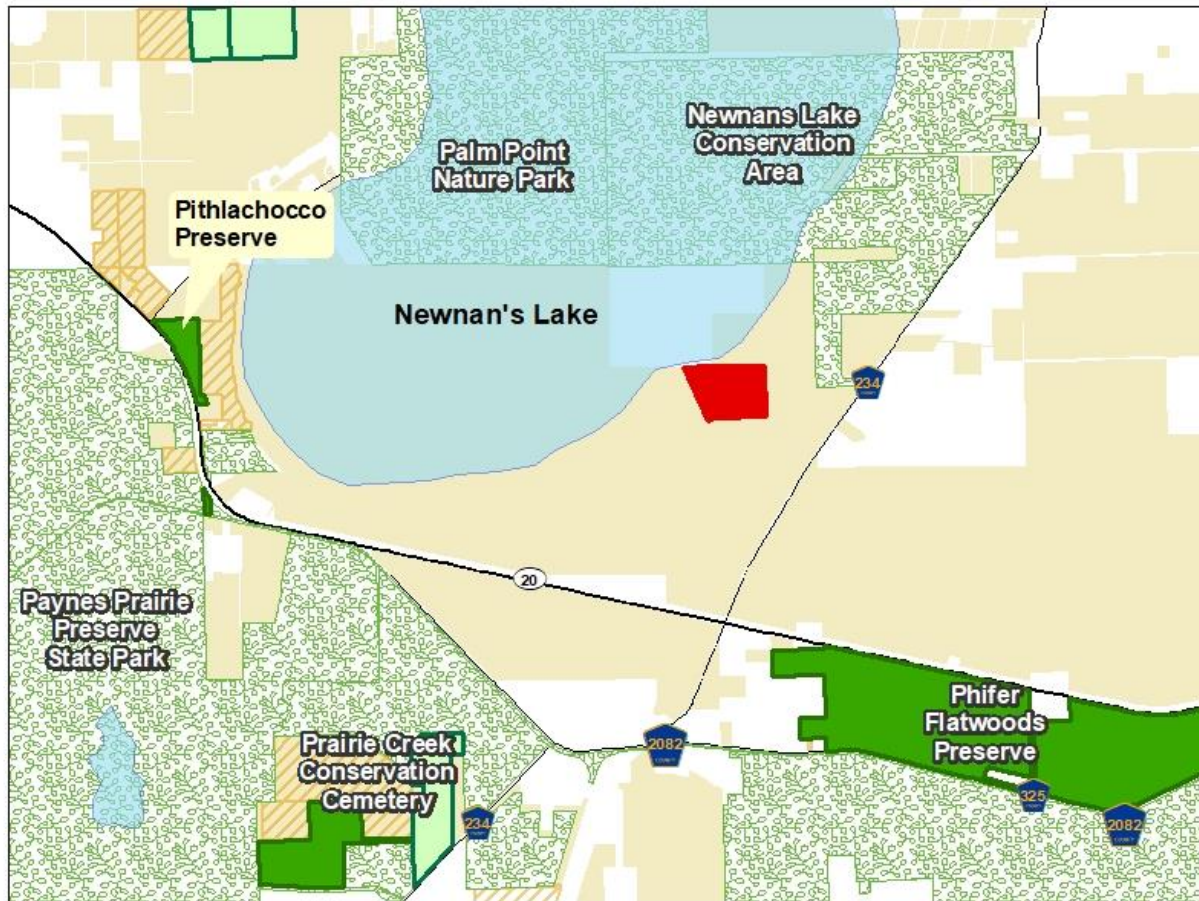 Newnans Lake
Conservation
Area
Palm Point
Nature Park
Pithlachocco
Preserve
Newnan's Lake
234
20
Paynes Prairie
Preserve
State Park
Phifer
Flatwoods
Preserve
Prairie Creek
Conservation
Cemetery
2082
325
234
2082